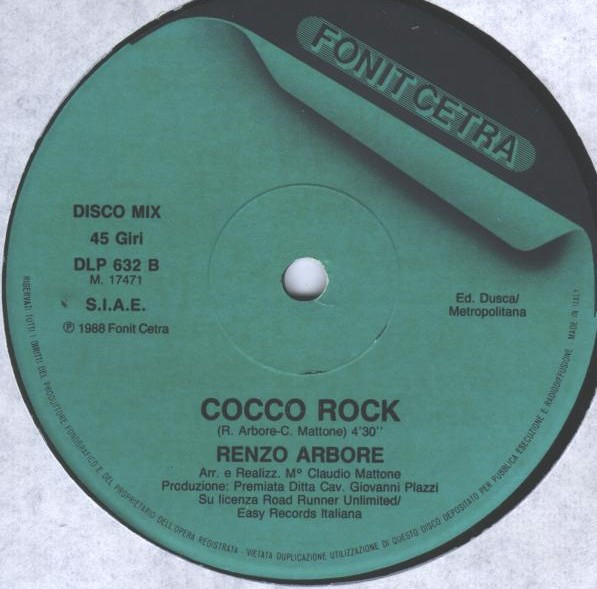 FONIT CETRA
DISCO MIX
45 Giri
DLP 632 B
M. 17471
S.I.A.E.
℗ 1988 Fonit Cetra
Ed. Dusca/
Metropolitana
COCCO ROCK
(R. Arbore-C. Mattone) 4'30''
RENZO ARBORE
Arr. e Realizz. Mº Claudio Mattone
Produzione: Premiata Ditta Cav. Giovanni Plazzi
Su licenza Road Runner Unlimited/
Easy Records Italiana
RISERVATI TUTTI I DIRITTI DEL PRODUTTORE FONOGRAFICO E DEL PROPRIETARIO DELL'OPERA REGISTRATA - VIETATA DUPLICAZIONE UTILIZZAZIONE DI QUESTO DISCO DEPOSITATO PER PUBBLICA ESECUZIONE E RADIODIFFUSIONE MADE IN ITALY